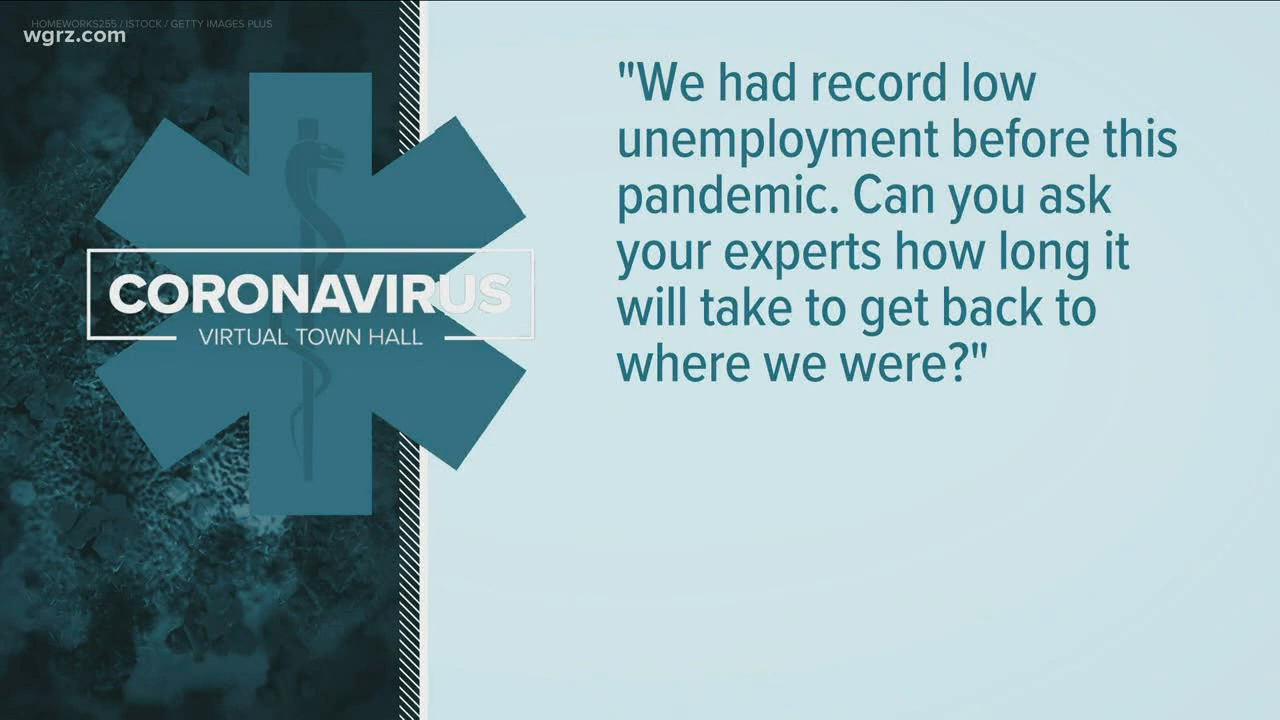 HOMEWORKS255 / ISTOCK / GETTY IMAGES PLUS
wgrz.com
CORONAVIRUS
VIRTUAL TOWN HALL
"We had record low
unemployment before this
pandemic. Can you ask
your experts how long it
will take to get back to
where we were?"